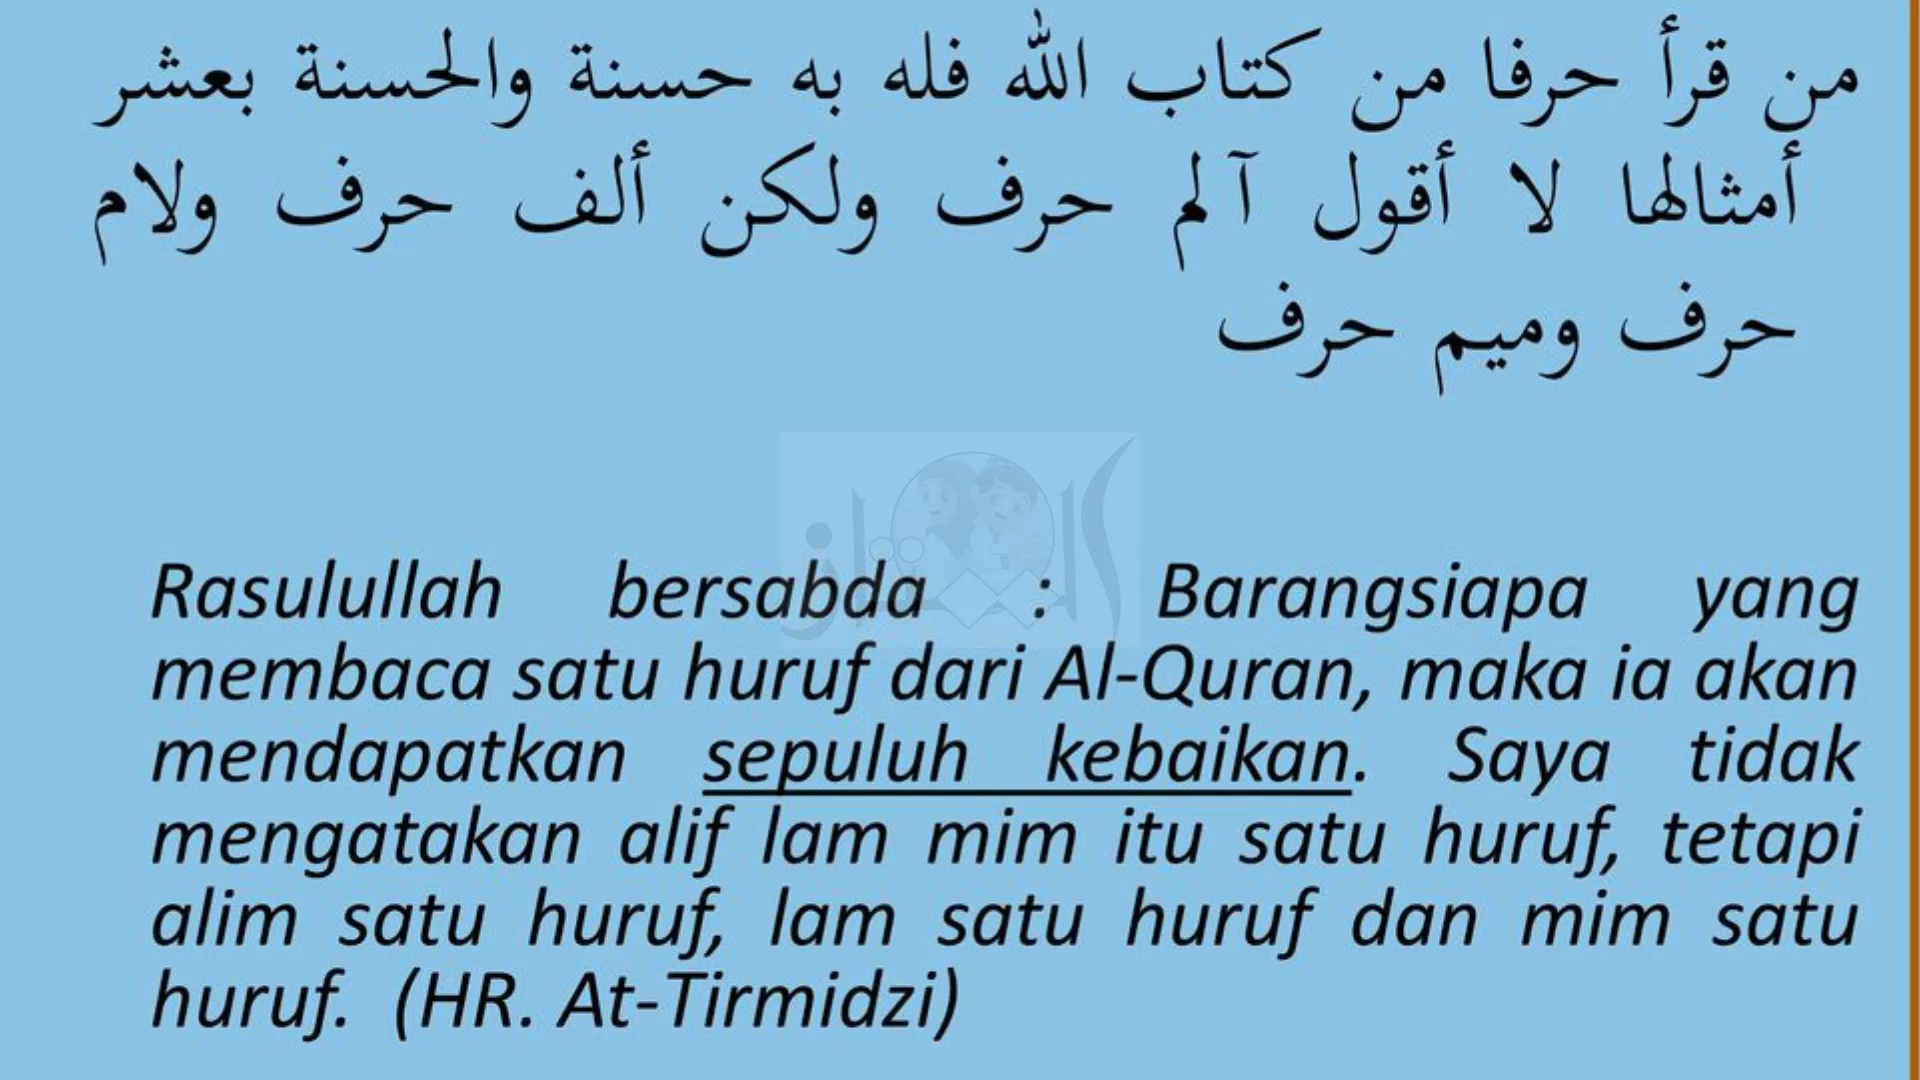 من قرأ حرفا من كتاب الله فله به حسنة والحسنة بعشر
أمثالها لا أقول آلم حرف ولكن ألف حرف ولام
حرف وميم حرف
Rasulullah bersabda : Barangsiapa yang
membaca satu huruf dari Al-Quran, maka ia akan
mendapatkan sepuluh kebaikan. Saya tidak
mengatakan alif lam mim itu satu huruf, tetapi
alim satu huruf, lam satu huruf dan mim satu
huruf. (HR. At-Tirmidzi)